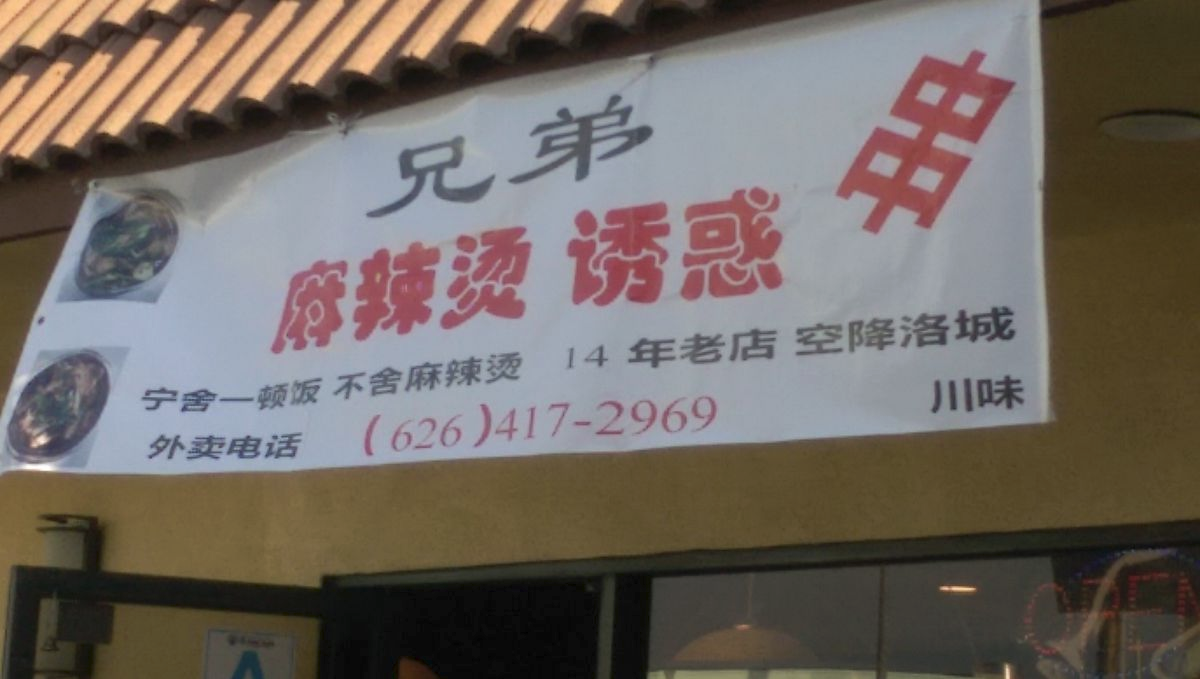 兄弟
麻辣烫 诱惑
串
宁舍一顿饭 不舍麻辣烫 14 年老店 空降洛城
川味
外卖电话 (626)417-2969
A
OPEN